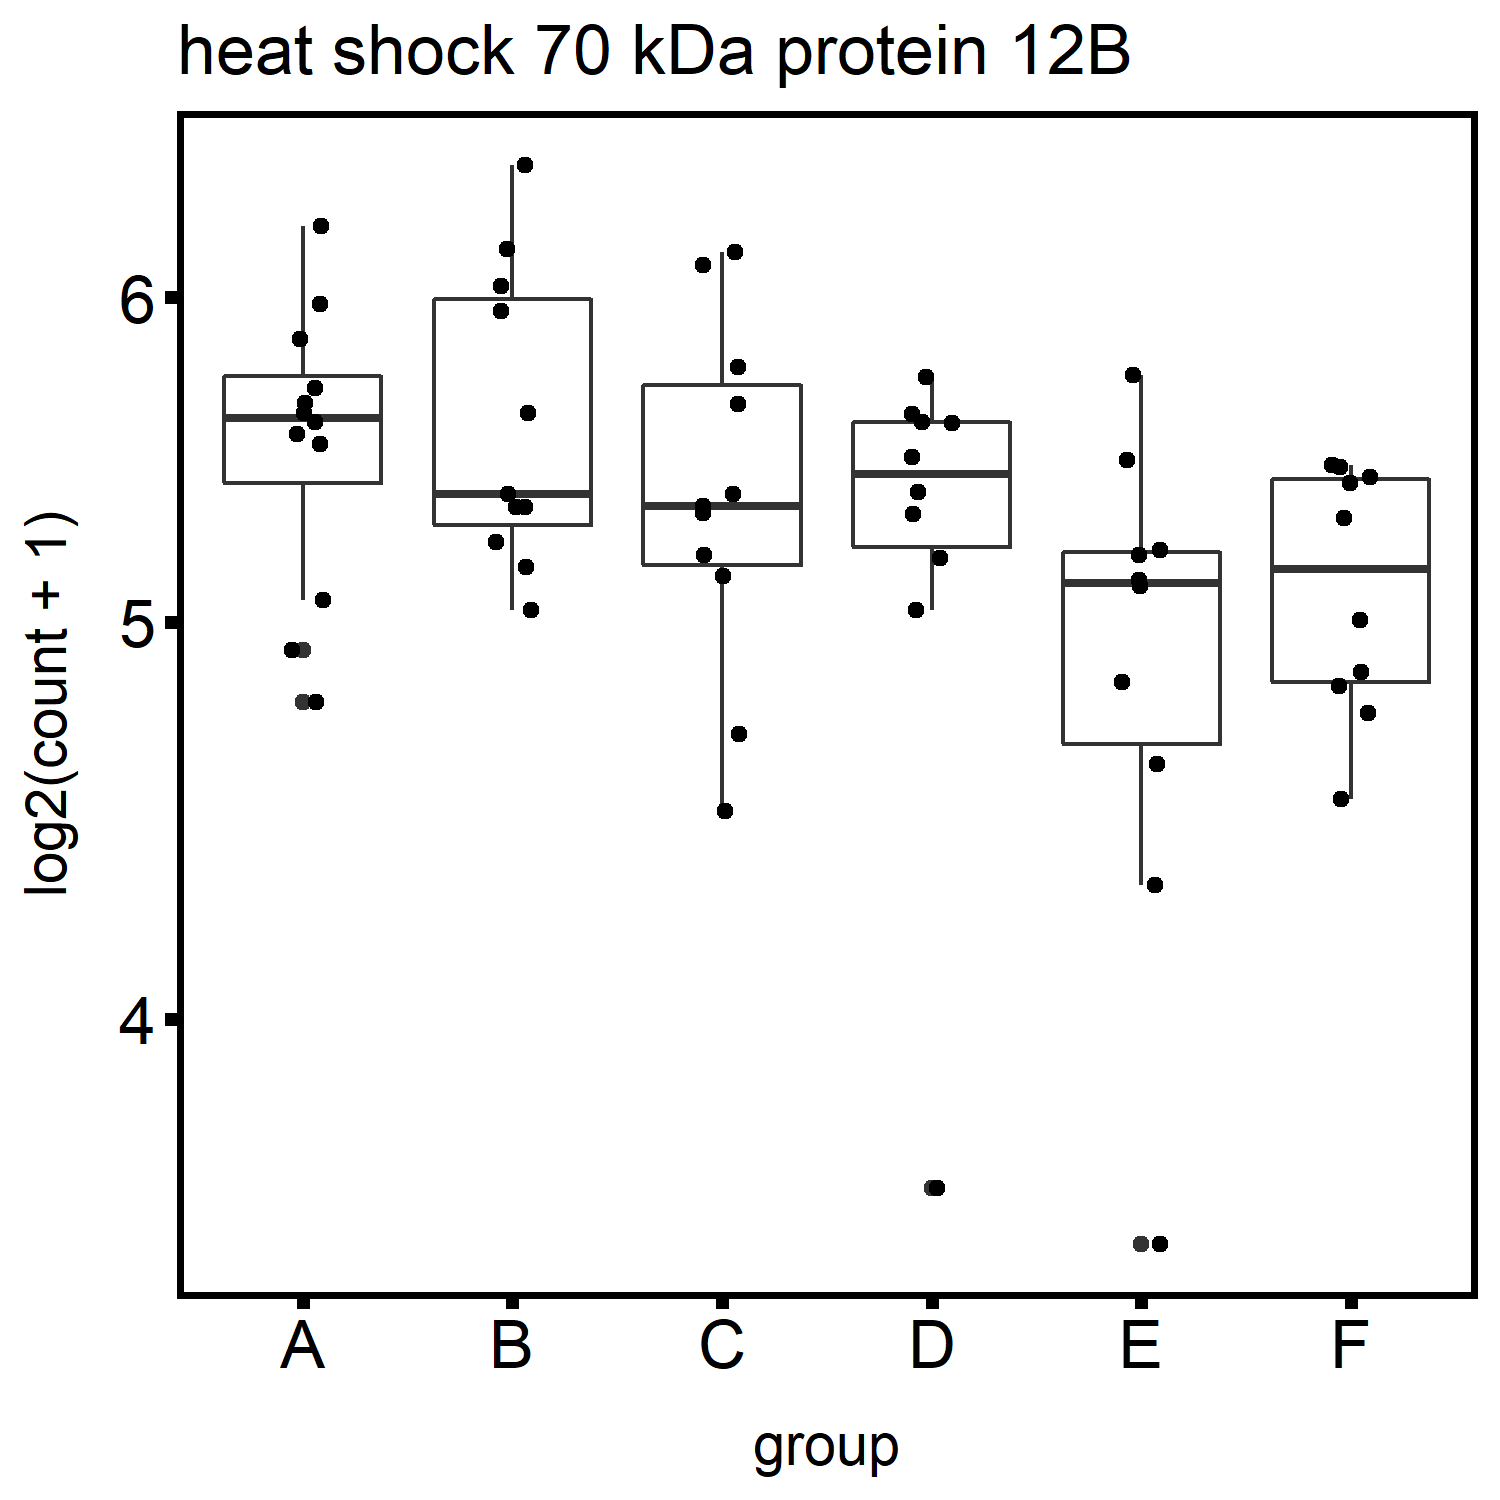 heat shock 70 kDa protein 12B
log2(count + 1)
6
5
4
A B C D E F
group